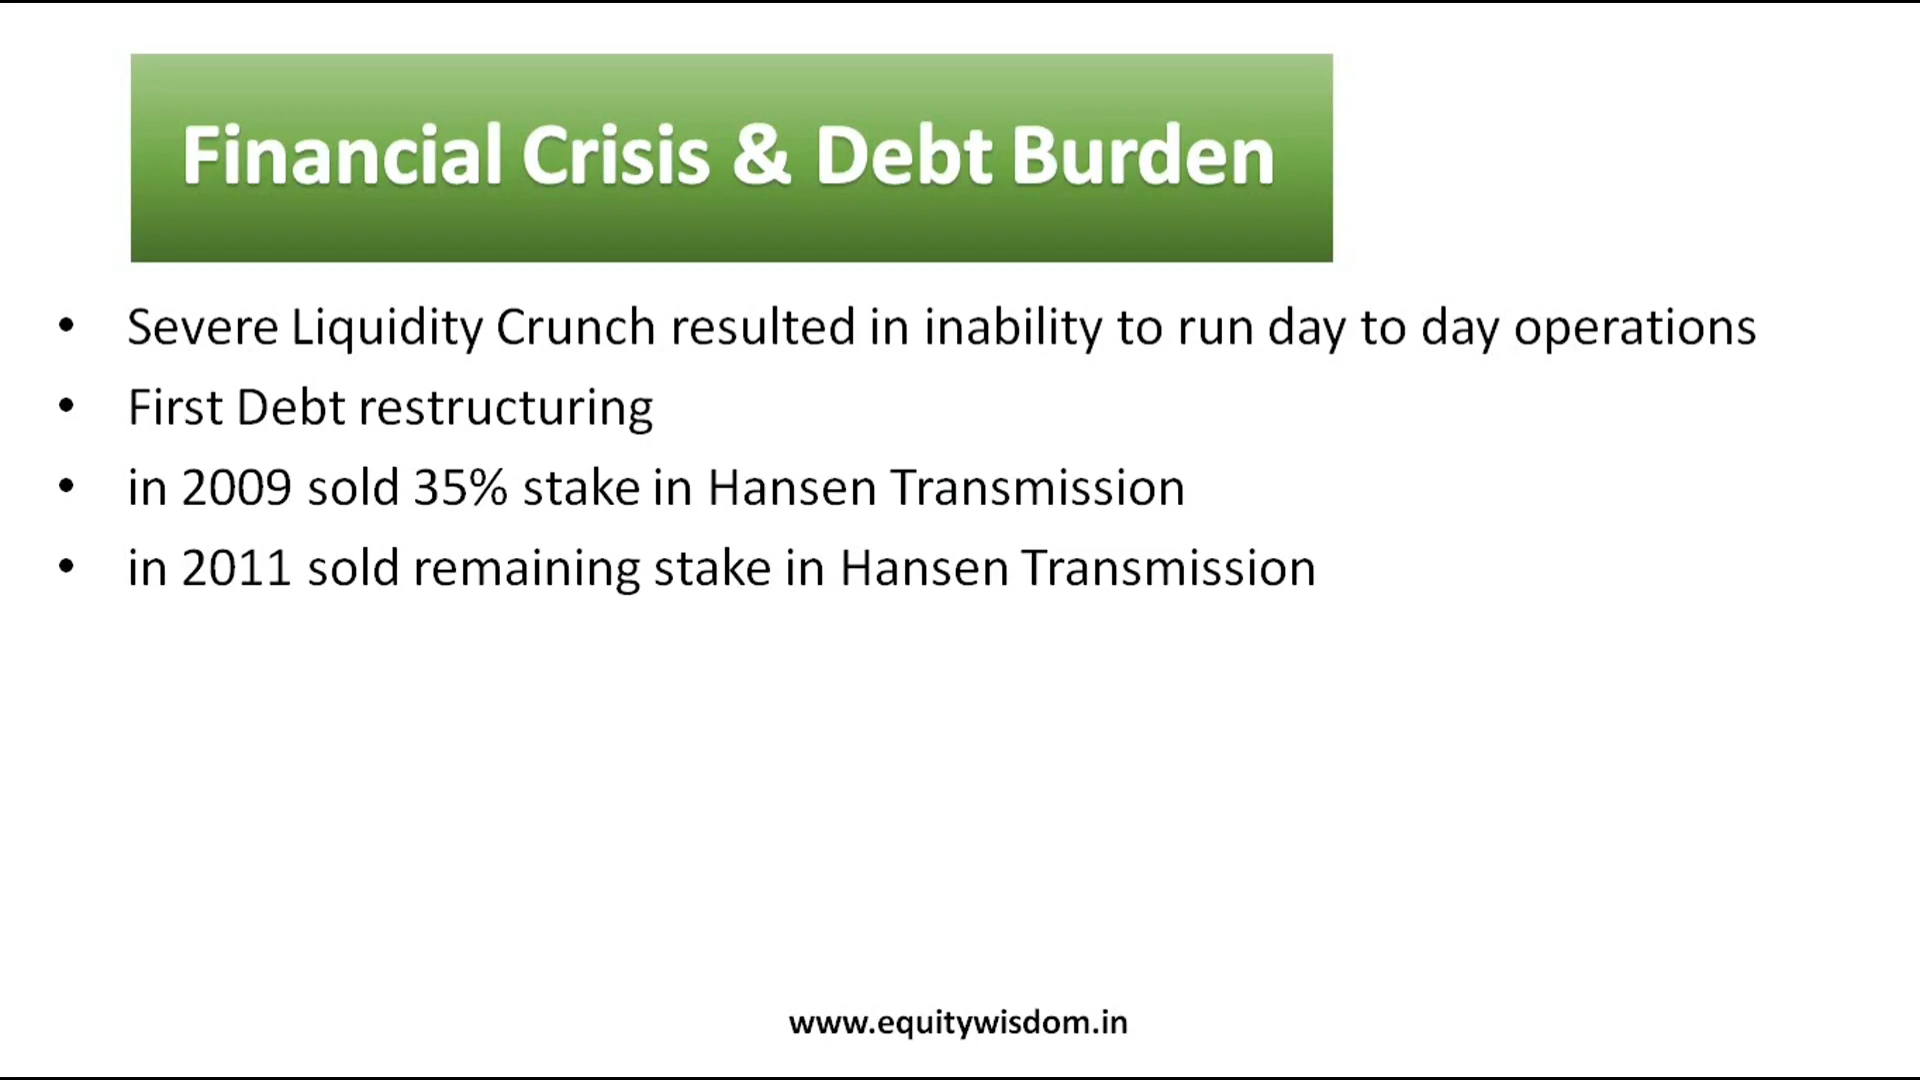 Financial Crisis & Debt Burden
• Severe Liquidity Crunch resulted in inability to run day to day operations
• First Debt restructuring
• in 2009 sold 35% stake in Hansen Transmission
• in 2011 sold remaining stake in Hansen Transmission
www.equitywisdom.in